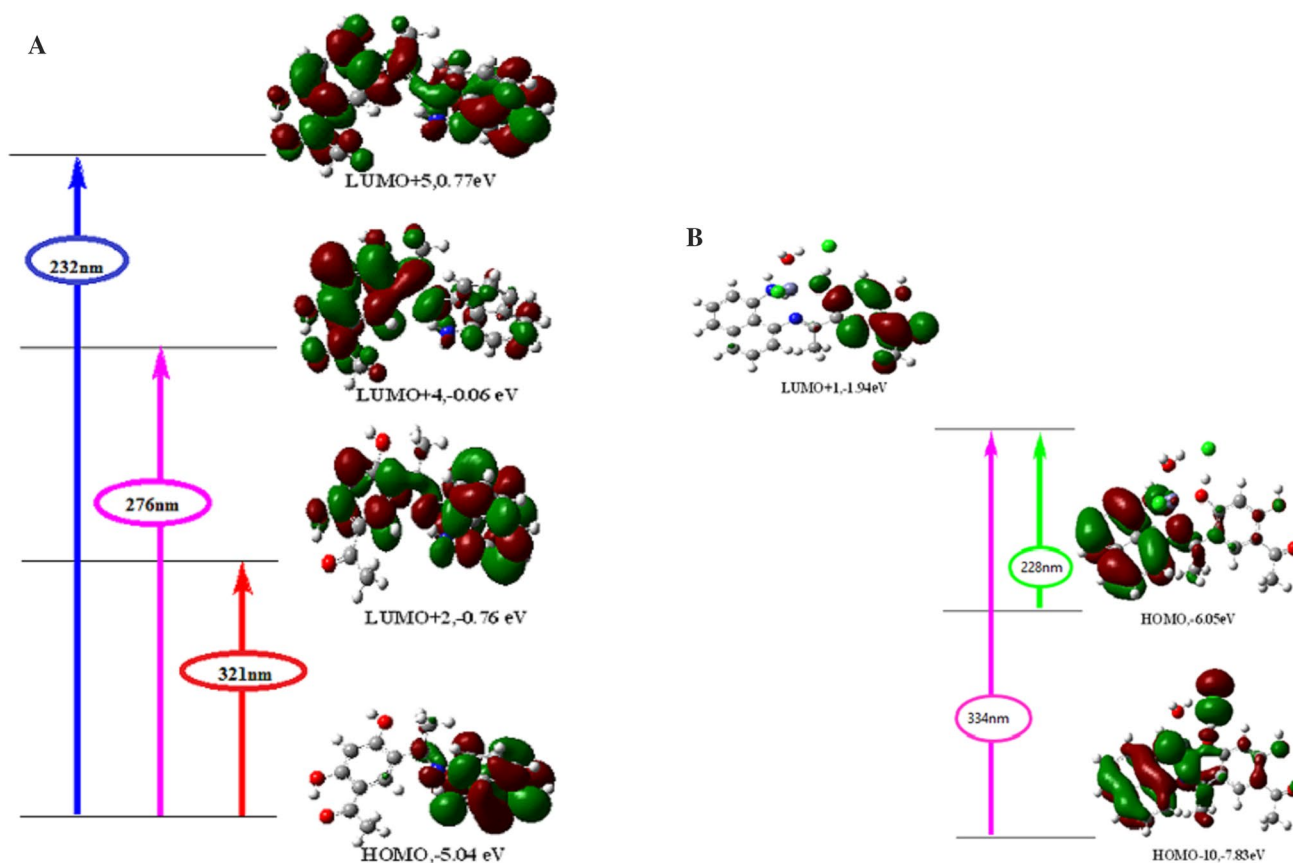 A
LUMO+5,0.77eV
232nm
LUMO+4,-0.06 eV
276nm
LUMO+2,-0.76 eV
321nm
HOMO,-5.04 eV
B
LUMO+1,-1.94eV
228nm
HOMO,-6.05eV
334nm
HOMO-10,-7.83eV